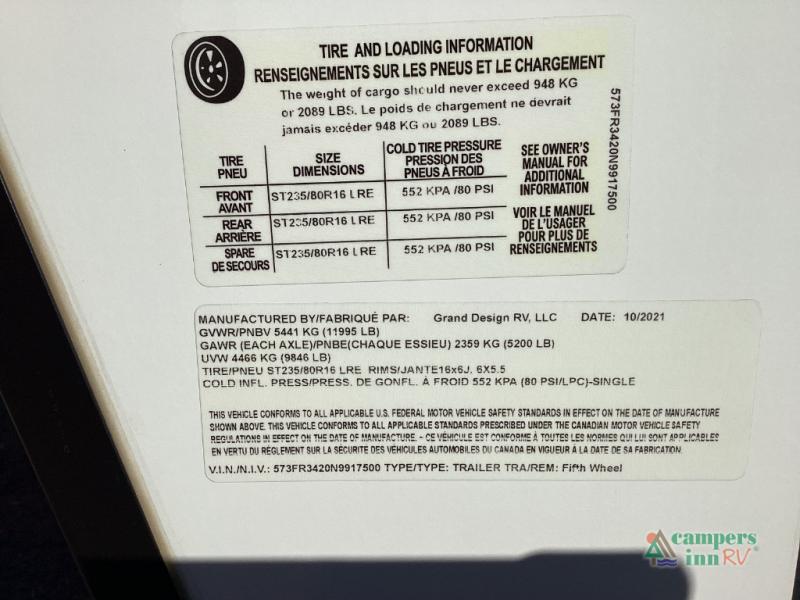 TIRE AND LOADING INFORMATION
RENSEIGNEMENTS SUR LES PNEUS ET LE CHARGEMENT
The weight of cargo should never exceed 948 KG
or 2089 LBS. Le poids de chargement ne devrait
jamais excéder 948 KG ou 2089 LBS.
TIRE
PNEU
SIZE
DIMENSIONS
COLD TIRE PRESSURE
PRESSION DES
PNEUS À FROID
SEE OWNER'S
MANUAL FOR
ADDITIONAL
INFORMATION
FRONT
AVANT
ST235/80R16 LRE
552 KPA /80 PSI
REAR
ARRIÈRE
ST235/80R16 LRE
552 KPA /80 PSI
VOIR LE MANUEL
DE L'USAGER
POUR PLUS DE
RENSEIGNEMENTS
SPARE
DE SECOURS
ST235/80R16 LRE
552 KPA /80 PSI
573FR3420N9917500
MANUFACTURED BY/FABRIQUÉ PAR: Grand Design RV, LLC DATE: 10/2021
GVWR/PNBV 5441 KG (11995 LB)
GAWR (EACH AXLE)/PNBE(CHAQUE ESSIEU) 2359 KG (5200 LB)
UVW 4466 KG (9846 LB)
TIRE/PNEU ST235/80R16 LRE RIMS/JANTE16x6J, 6X5.5
COLD INFL. PRESS/PRESS. DE GONFL. À FROID 552 KPA (80 PSI/LPC)-SINGLE
THIS VEHICLE CONFORMS TO ALL APPLICABLE U.S. FEDERAL MOTOR VEHICLE SAFETY STANDARDS IN EFFECT ON THE DATE OF MANUFACTURE
SHOWN ABOVE. THIS VEHICLE CONFORMS TO ALL APPLICABLE STANDARDS PRESCRIBED UNDER THE CANADIAN MOTOR VEHICLE SAFETY
REGULATIONS IN EFFECT ON THE DATE OF MANUFACTURE. - CE VÉHICULE EST CONFORME À TOUTES LES NORMES QUI LUI SONT APPLICABLES
EN VERTU DU RÈGLEMENT SUR LA SÉCURITÉ DES VÉHICULES AUTOMOBILES DU CANADA EN VIGUEUR À LA DATE DE SA FABRICATION.
V.I.N./N.I.V.: 573FR3420N9917500 TYPE/TYPE: TRAILER TRA/REM: Fifth Wheel
campers
inn RV®